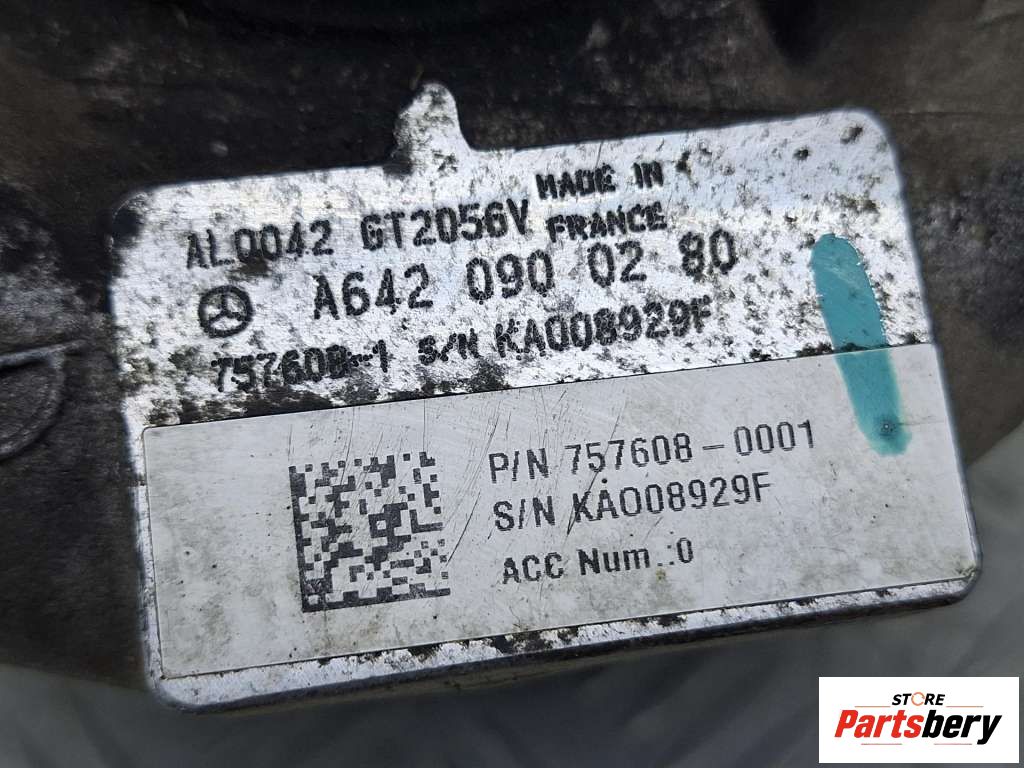 AL0042 GT2056V MADE IN FRANCE
A642 090 02 80
757608-1 S/N KA008929F
P/N 757608-0001
S/N KA008929F
ACC Num.:0
STORE
Partsbery